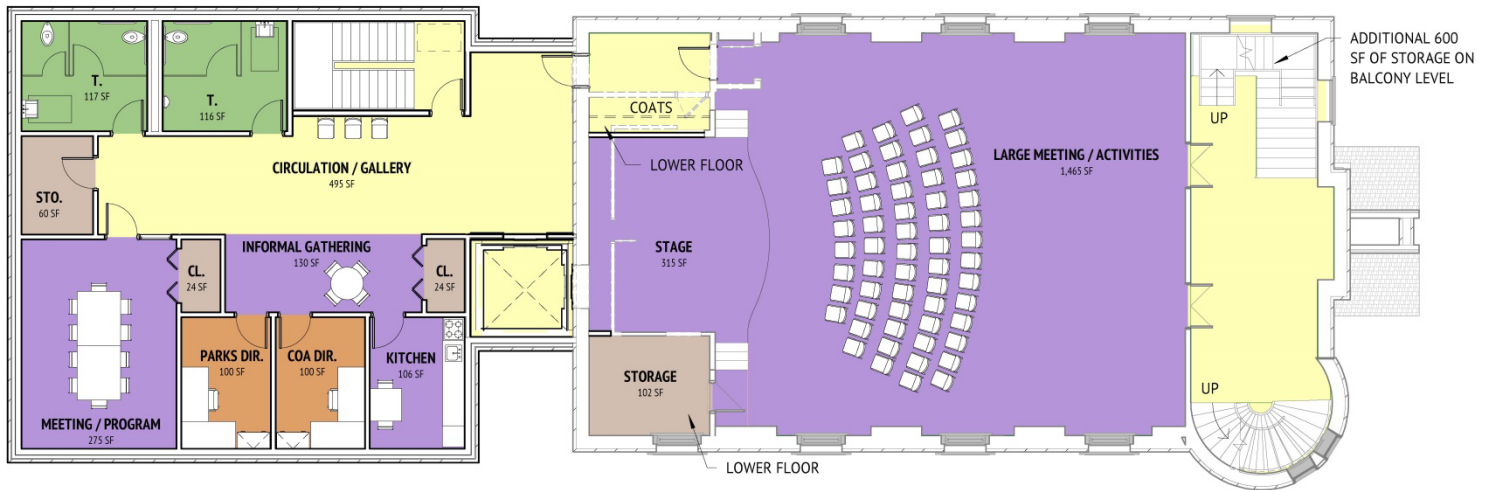 T.
117 SF
T.
116 SF
COATS
UP
ADDITIONAL 600
SF OF STORAGE ON
BALCONY LEVEL
LOWER FLOOR
CIRCULATION / GALLERY
495 SF
LARGE MEETING / ACTIVITIES
1,465 SF
STO.
60 SF
INFORMAL GATHERING
130 SF
CL.
24 SF
CL.
24 SF
STAGE
315 SF
PARKS DIR.
100 SF
COA DIR.
100 SF
KITCHEN
106 SF
STORAGE
102 SF
UP
MEETING / PROGRAM
275 SF
LOWER FLOOR